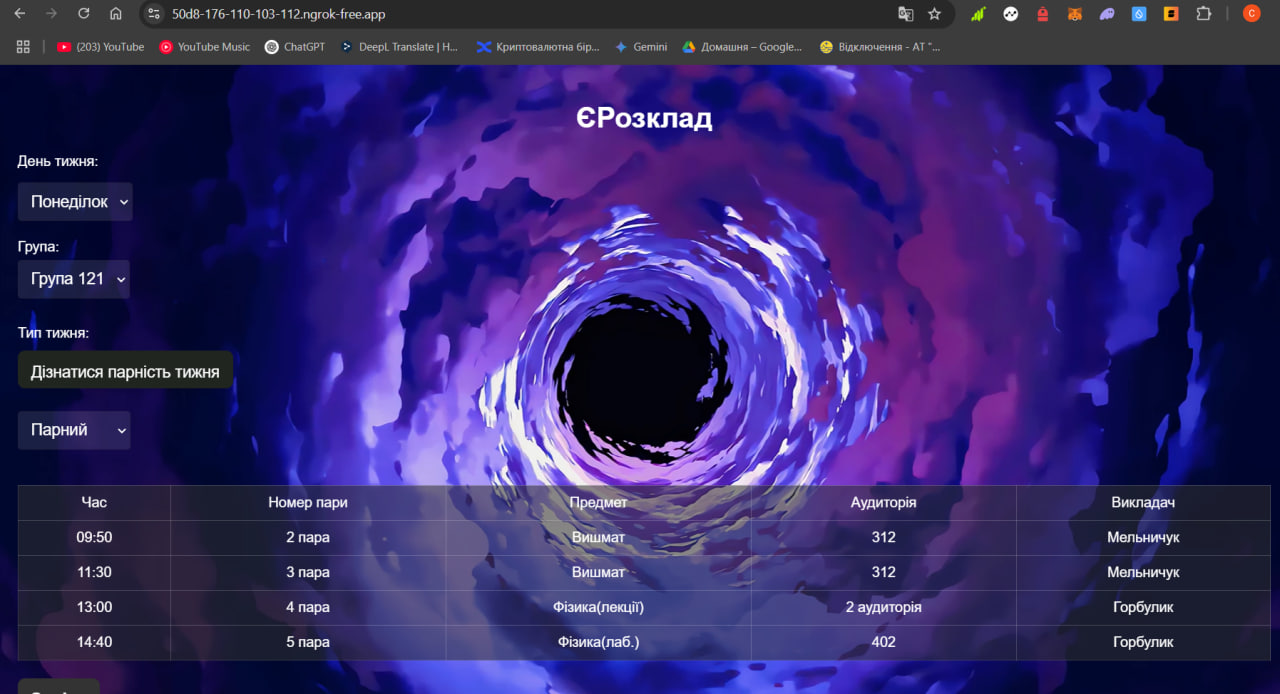 50d8-176-110-103-112.ngrok-free.app
C
(203) YouTube YouTube Music ChatGPT DeepL Translate | H... Криптовалютна бір... Gemini Домашня – Google... Відключення - АТ "...
ЄРозклад
День тижня:
Понеділок
Група:
Група 121
Тип тижня:
Дізнатися парність тижня
Парний
Час Номер пари Предмет Аудиторія Викладач
09:50 2 пара Вишмат 312 Мельничук
11:30 3 пара Вишмат 312 Мельничук
13:00 4 пара Фізика(лекції) 2 аудиторія Горбулик
14:40 5 пара Фізика(лаб.) 402 Горбулик